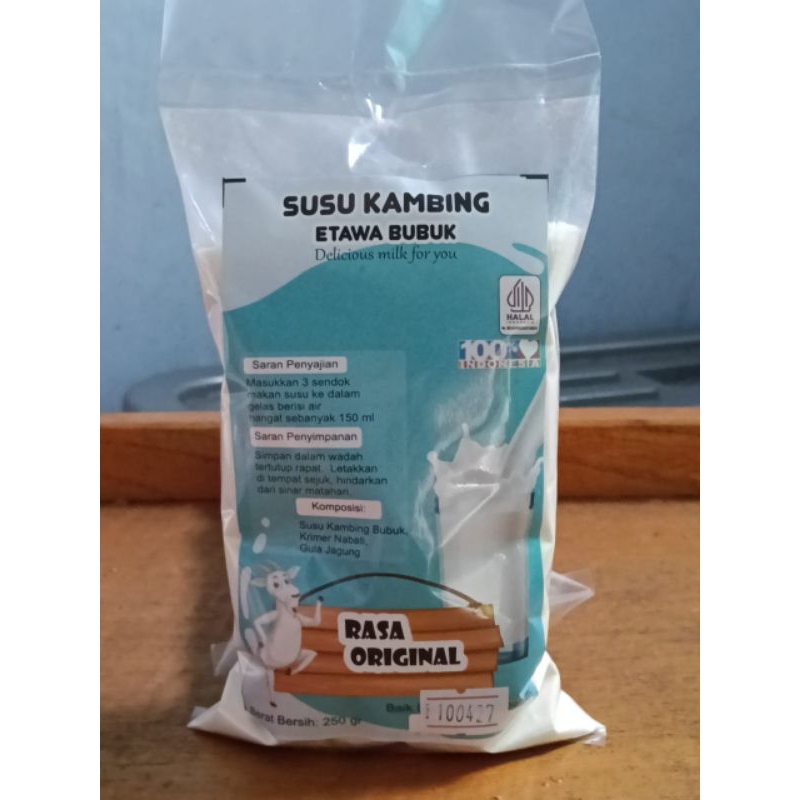 SUSU KAMBING
ETAWA BUBUK
Delicious milk for you
HALAL
INDONESIA
100%
INDONESIA
Saran Penyajian
Masukkan 3 sendok
makan susu ke dalam
gelas berisi air
hangat sebanyak 150 ml
Saran Penyimpanan
Simpan dalam wadah
tertutup rapat. Letakkan
di tempat sejuk, hindarkan
dari sinar matahari.
Komposisi:
Susu Kambing Bubuk,
Krimer Nabati,
Gula Jagung
RASA
ORIGINAL
Berat Bersih: 250 gr
100427